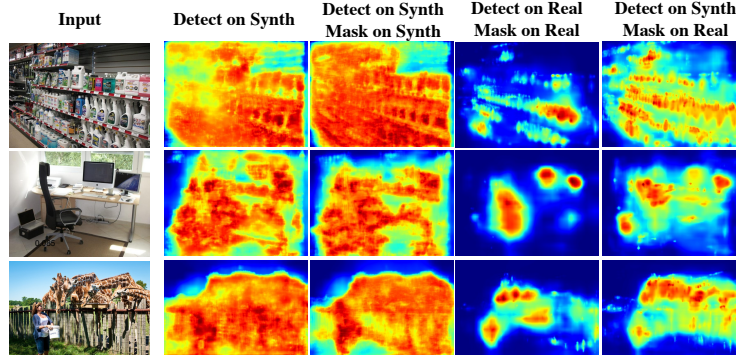 Input
Detect on Synth
Detect on Synth
Mask on Synth
Detect on Real
Mask on Real
Detect on Synth
Mask on Real